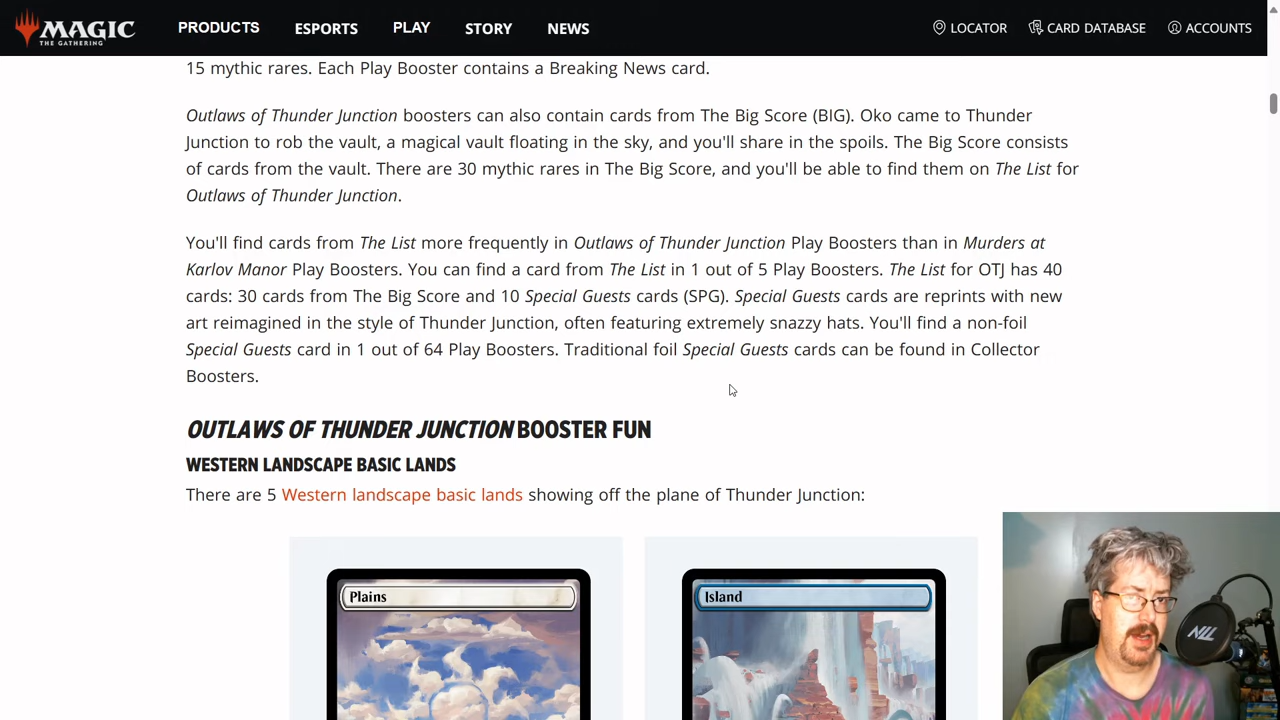 MAGIC
THE GATHERING
PRODUCTS
ESPORTS
PLAY
STORY
NEWS
LOCATOR
CARD DATABASE
ACCOUNTS
15 mythic rares. Each Play Booster contains a Breaking News card.
Outlaws of Thunder Junction boosters can also contain cards from The Big Score (BIG). Oko came to Thunder
Junction to rob the vault, a magical vault floating in the sky, and you'll share in the spoils. The Big Score consists
of cards from the vault. There are 30 mythic rares in The Big Score, and you'll be able to find them on The List for
Outlaws of Thunder Junction.
You'll find cards from The List more frequently in Outlaws of Thunder Junction Play Boosters than in Murders at
Karlov Manor Play Boosters. You can find a card from The List in 1 out of 5 Play Boosters. The List for OTJ has 40
cards: 30 cards from The Big Score and 10 Special Guests cards (SPG). Special Guests cards are reprints with new
art reimagined in the style of Thunder Junction, often featuring extremely snazzy hats. You'll find a non-foil
Special Guests card in 1 out of 64 Play Boosters. Traditional foil Special Guests cards can be found in Collector
Boosters.
OUTLAWS OF THUNDER JUNCTION BOOSTER FUN
WESTERN LANDSCAPE BASIC LANDS
There are 5 Western landscape basic lands showing off the plane of Thunder Junction:
Plains
Island
NLL